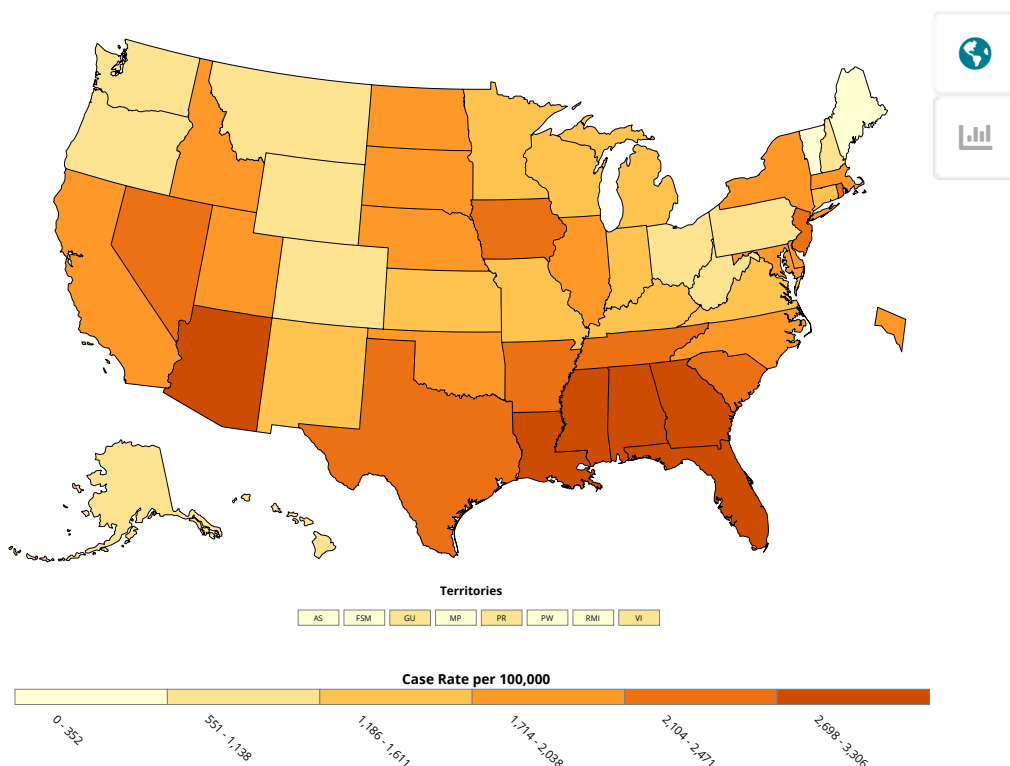 Territories
AS FSM GU MP PR PW RMI VI
Case Rate per 100,000
0 - 352
551 - 1,138
1,186 - 1,611
1,714 - 2,038
2,104 - 2,471
2,698 - 3,306